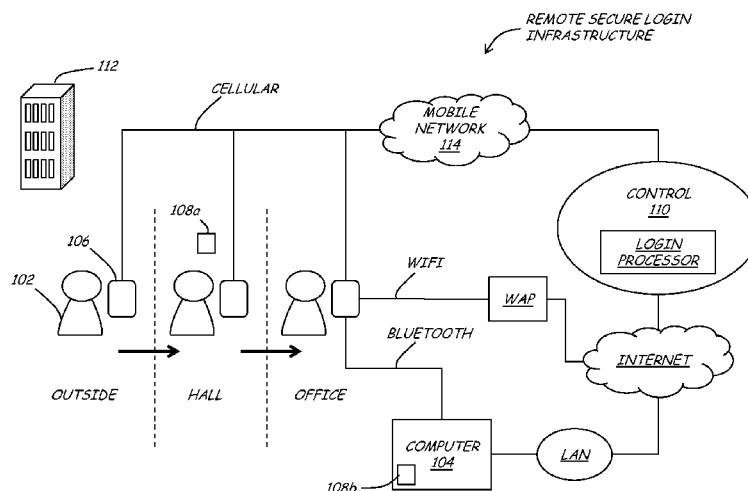 REMOTE SECURE LOGIN
INFRASTRUCTURE
112
CELLULAR
MOBILE
NETWORK
114
108a
CONTROL
110
LOGIN
PROCESSOR
106
102
WIFI
WAP
BLUETOOTH
INTERNET
OUTSIDE
HALL
OFFICE
COMPUTER
104
LAN
108b